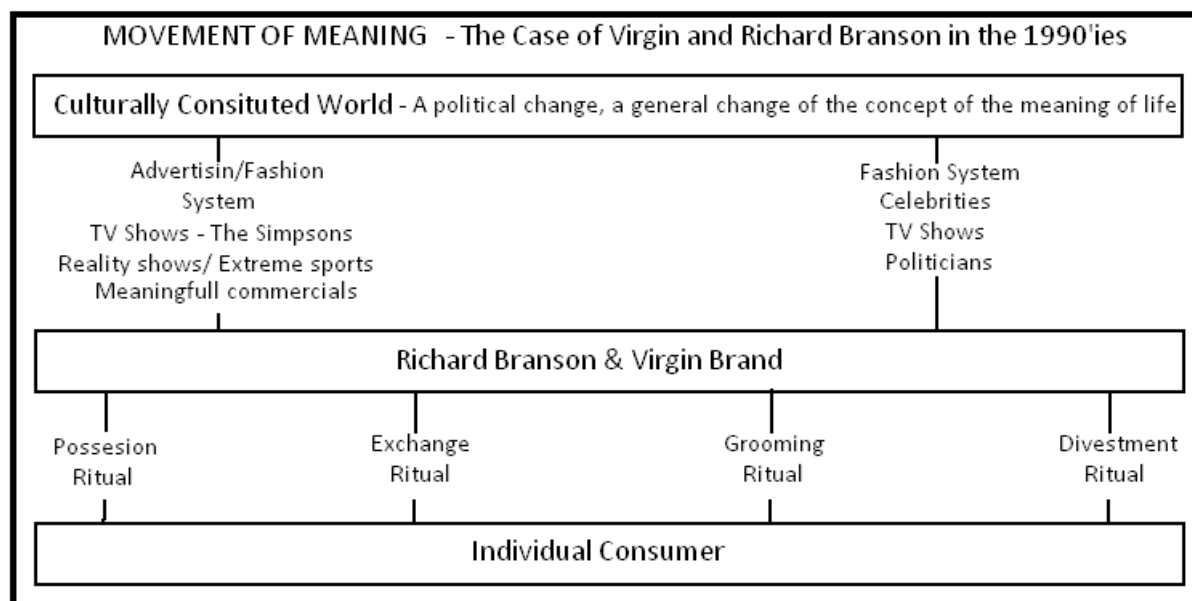 MOVEMENT OF MEANING - The Case of Virgin and Richard Branson in the 1990'ies
Culturally Consituted World - A political change, a general change of the concept of the meaning of life
Advertisin/Fashion
System
TV Shows - The Simpsons
Reality shows/ Extreme sports
Meaningfull commercials
Fashion System
Celebrities
TV Shows
Politicians
Richard Branson & Virgin Brand
Possesion
Ritual
Exchange
Ritual
Grooming
Ritual
Divestment
Ritual
Individual Consumer